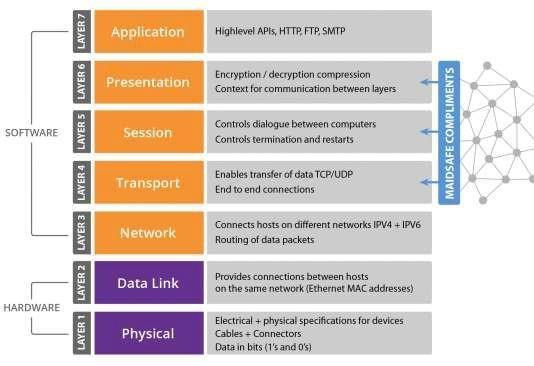 LAYER 7
Application
Highlevel APIs, HTTP, FTP, SMTP
LAYER 6
Presentation
Encryption / decryption compression
Context for communication between layers
SOFTWARE
LAYER 5
Session
Controls dialogue between computers
Controls termination and restarts
LAYER 4
Transport
Enables transfer of data TCP/UDP
End to end connections
MAIDSAFE COMPLIMENTS
LAYER 3
Network
Connects hosts on different networks IPV4 + IPV6
Routing of data packets
LAYER 2
Data Link
Provides connections between hosts
on the same network (Ethernet MAC addresses)
HARDWARE
LAYER 1
Physical
Electrical + physical specifications for devices
Cables + Connectors
Data in bits (1's and 0's)